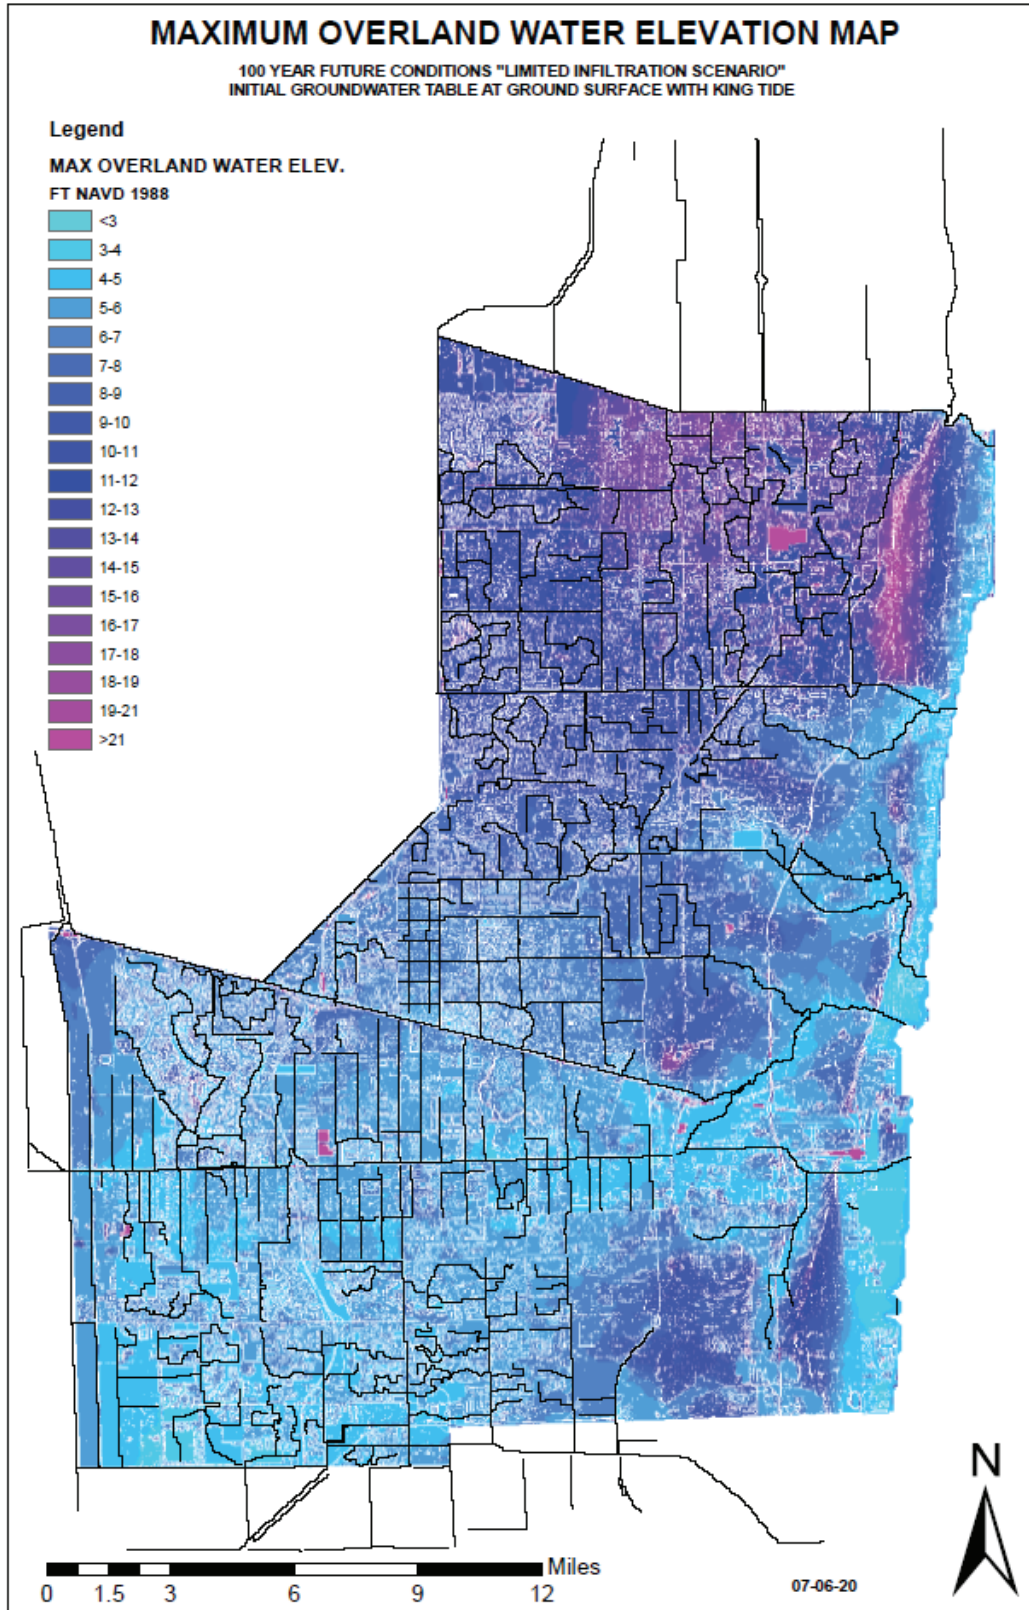 MAXIMUM OVERLAND WATER ELEVATION MAP
100 YEAR FUTURE CONDITIONS "LIMITED INFILTRATION SCENARIO"
INITIAL GROUNDWATER TABLE AT GROUND SURFACE WITH KING TIDE
Legend
MAX OVERLAND WATER ELEV.
FT NAVD 1988
<3
3-4
4-5
5-6
6-7
7-8
8-9
9-10
10-11
11-12
12-13
13-14
14-15
15-16
16-17
17-18
18-19
19-21
>21
N
Miles
0 1.5 3 6 9 12
07-06-20